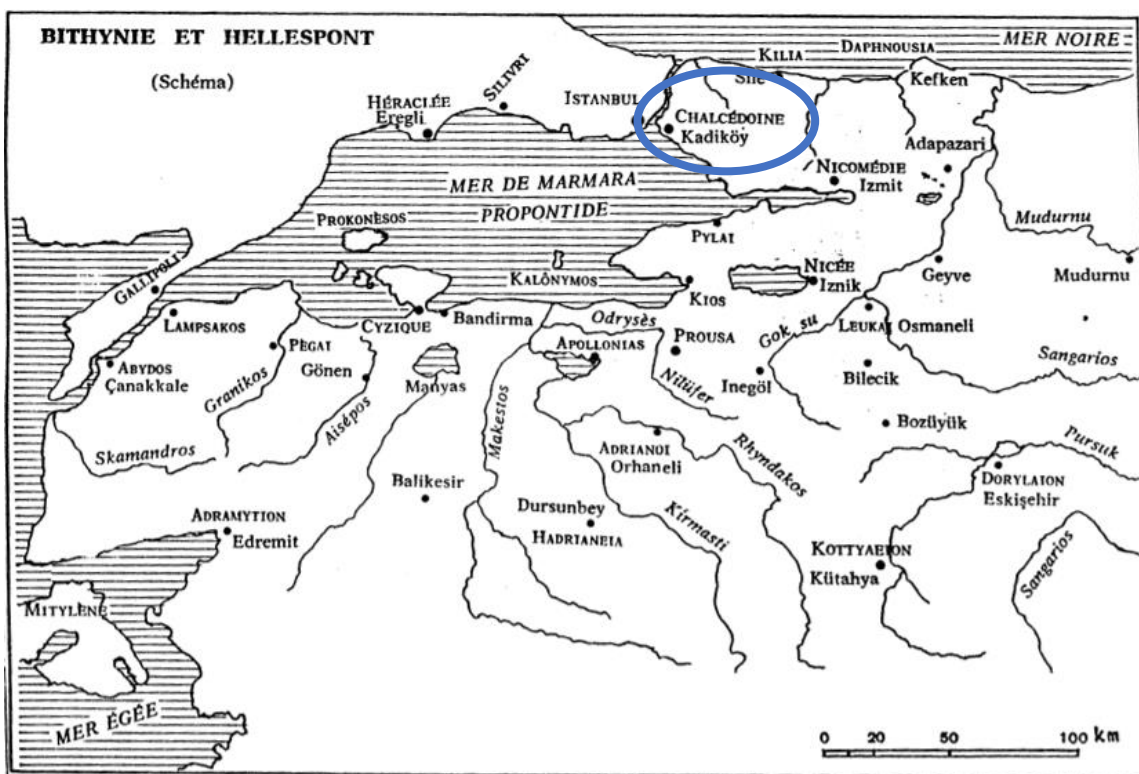 BITHYNIE ET HELLESPONT
(Schéma)
MER NOIRE
DAPHNOUSIA
KILIA
Şile
Kefken
SILIVRI
HÉRACLÉE
Eregli
ISTANBUL
CHALCÉDOINE
Kadiköy
Adapazari
NICOMÉDIE
Izmit
MER DE MARMARA
PROPONTIDE
PROKONÈSOS
PYLAI
Mudurnu
GALLIPOLI
KALÔNYMOS
NICÉE
Iznik
Geyve
Mudurnu
KIOS
LAMPSAKOS
CYZIQUE
Bandirma
Odrysès
Gök su
LEUKAI
Osmaneli
PÈGAI
APOLLONIAS
PROUSA
Sangarios
ABYDOS
Çanakkale
Granikos
Gönen
Manyas
Nilüfer
Inegöl
Bilecik
Aisépos
Makestos
Bozüyük
Skamandros
ADRIANOI
Orhaneli
Rhyndakos
Pursuk
Balikesir
DORYLAION
Eskişehir
ADRAMYTION
Edremit
Dursunbey
HADRIANEIA
Kirmasti
KOTTYAEION
Kütahya
Sangarios
MITYLÈNE
MER ÉGÉE
0 20 50 100 km